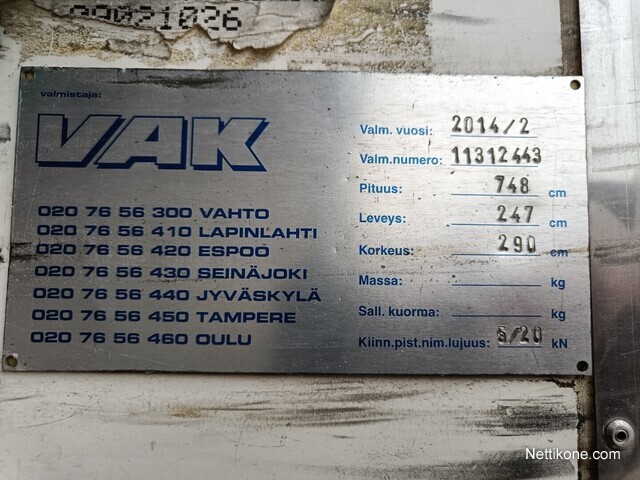 29021026
valmistaja:
VAK
020 76 56 300 VAHTO
020 76 56 410 LAPINLAHTI
020 76 56 420 ESPOO
020 76 56 430 SEINÄJOKI
020 76 56 440 JYVÄSKYLÄ
020 76 56 450 TAMPERE
020 76 56 460 OULU
Valm. vuosi: 2014/2
Valm.numero: 11312443
Pituus: 748 cm
Leveys: 247 cm
Korkeus: 290 cm
Massa: kg
Sall. kuorma: kg
Kiinn.pist.nim.lujuus: 5/20 kN
Nettikone.com